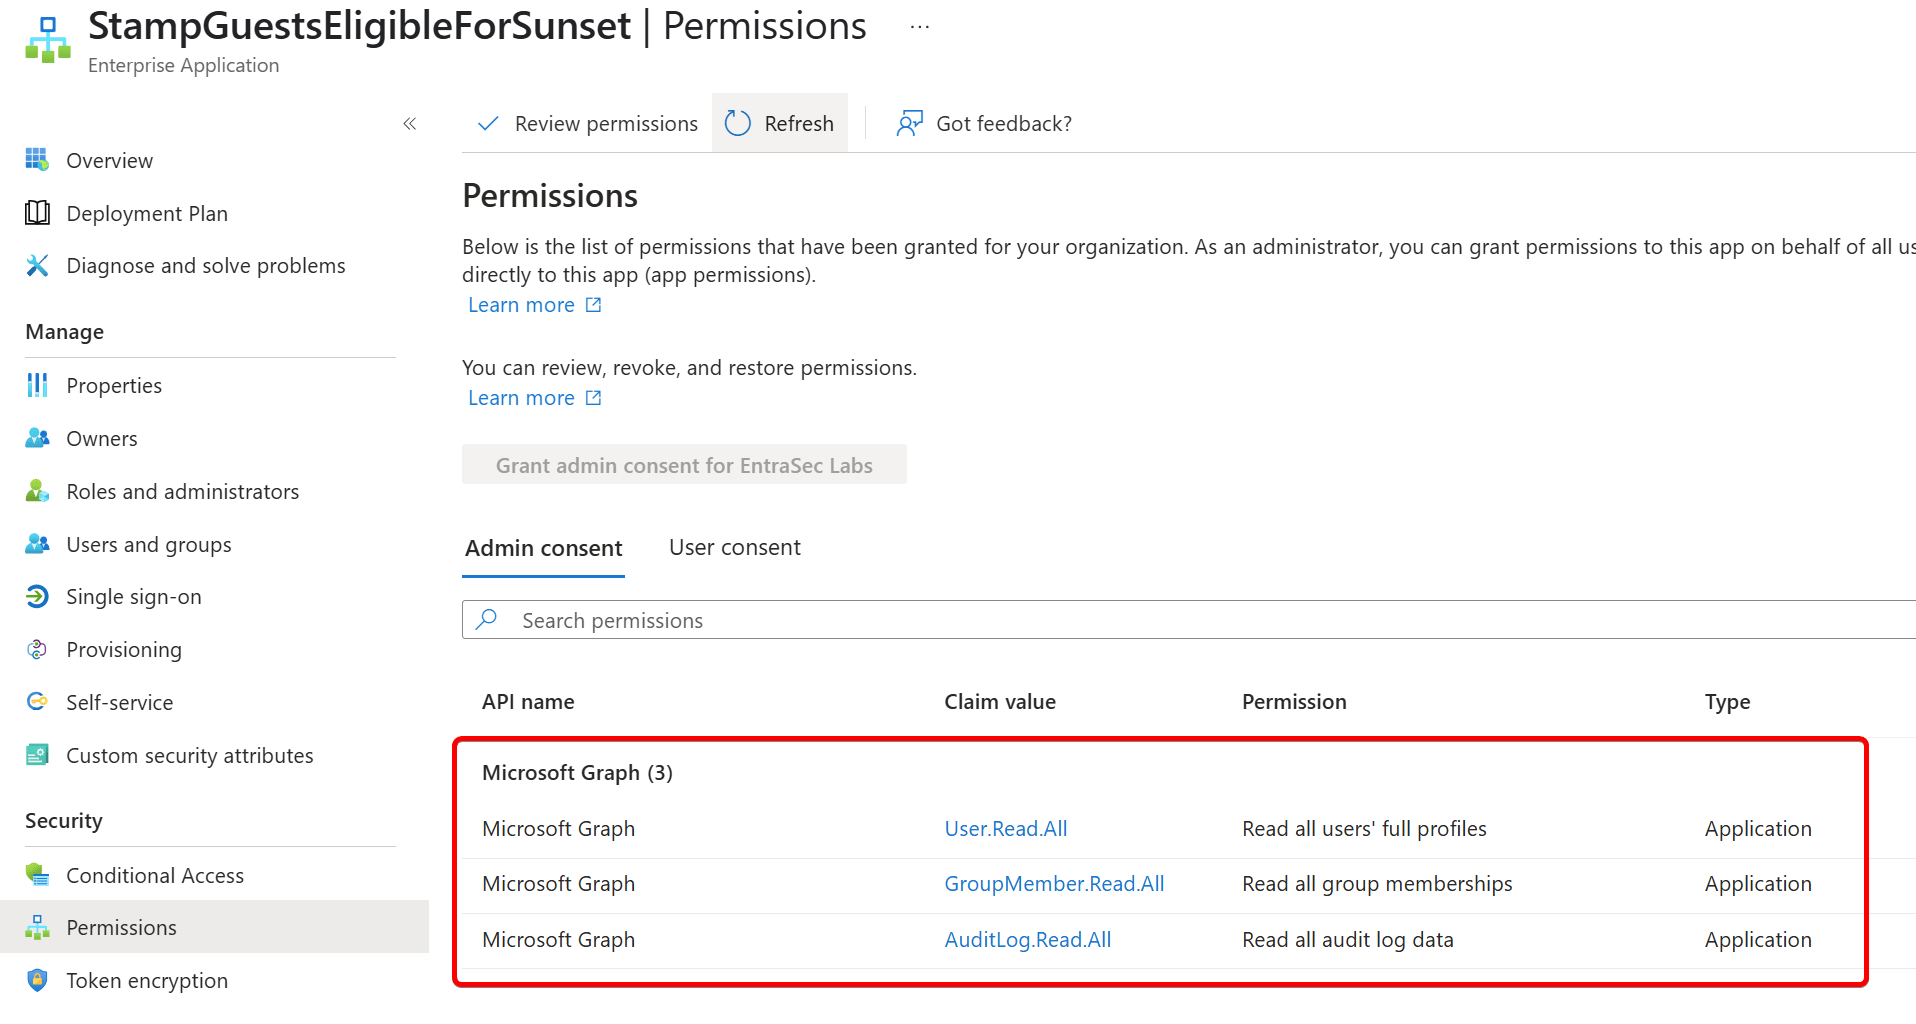 StampGuestsEligibleForSunset | Permissions ...
Enterprise Application
«
Review permissions
Refresh
Got feedback?
Overview
Deployment Plan
Diagnose and solve problems
Manage
Properties
Owners
Roles and administrators
Users and groups
Single sign-on
Provisioning
Self-service
Custom security attributes
Security
Conditional Access
Permissions
Token encryption
Permissions
Below is the list of permissions that have been granted for your organization. As an administrator, you can grant permissions to this app on behalf of all us
directly to this app (app permissions).
Learn more
You can review, revoke, and restore permissions.
Learn more
Grant admin consent for EntraSec Labs
Admin consent User consent
Search permissions
API name Claim value Permission Type
Microsoft Graph (3)
Microsoft Graph User.Read.All Read all users' full profiles Application
Microsoft Graph GroupMember.Read.All Read all group memberships Application
Microsoft Graph AuditLog.Read.All Read all audit log data Application